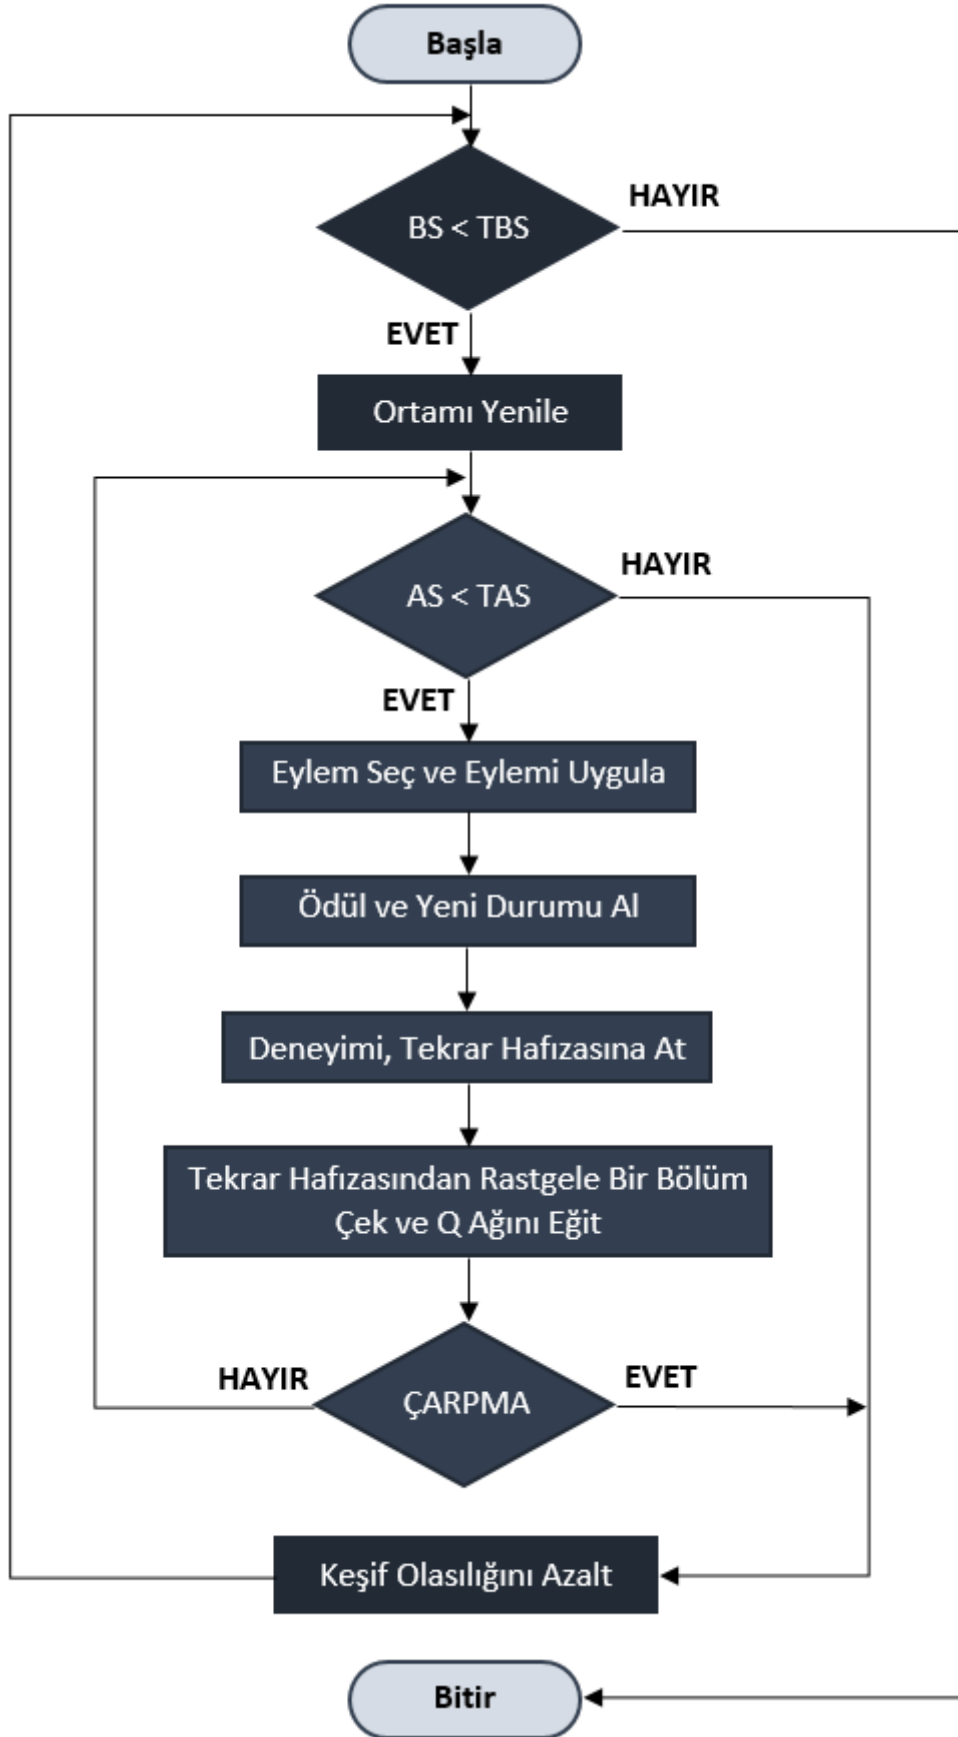 Başla
BS < TBS
HAYIR
EVET
Ortamı Yenile
AS < TAS
HAYIR
EVET
Eylem Seç ve Eylemi Uygula
Ödül ve Yeni Durumu Al
Deneyimi, Tekrar Hafızasına At
Tekrar Hafızasından Rastgele Bir Bölüm
Çek ve Q Ağını Eğit
HAYIR
ÇARPMA
EVET
Keşif Olasılığını Azalt
Bitir